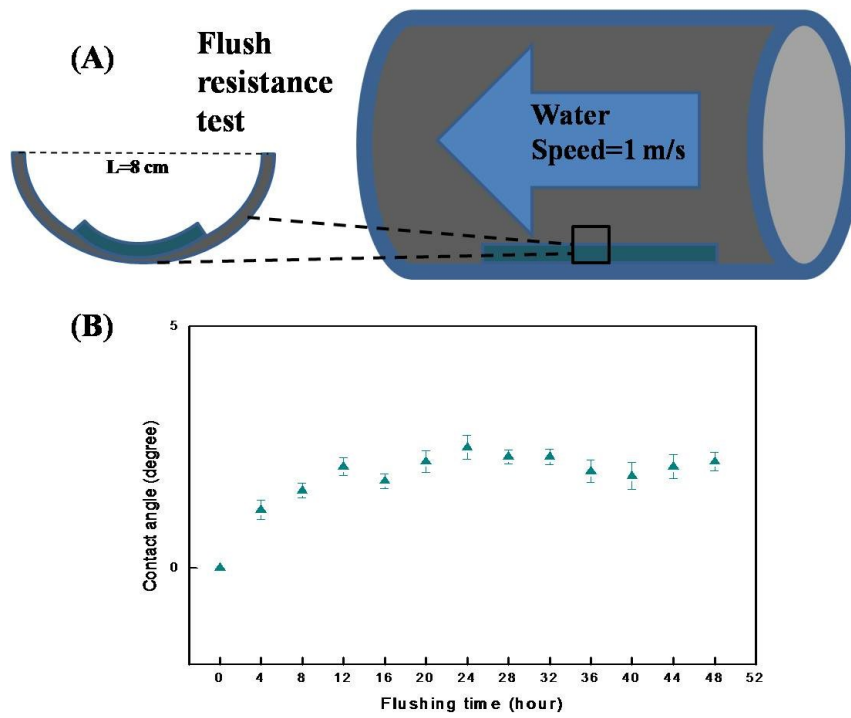 (A)
Flush
resistance
test
L=8 cm
Water
Speed=1 m/s
(B)
5
0
Contact angle (degree)
0 4 8 12 16 20 24 28 32 36 40 44 48 52
Flushing time (hour)